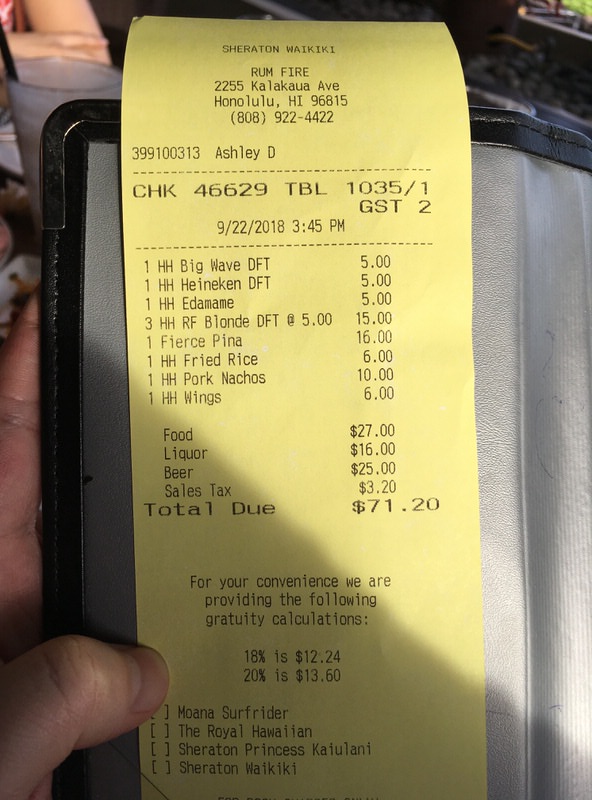 SHERATON WAIKIKI
RUM FIRE
2255 Kalakaua Ave
Honolulu, HI 96815
(808) 922-4422
399100313 Ashley D
CHK 46629 TBL 1035/1
GST 2
9/22/2018 3:45 PM
1 HH Big Wave DFT 5.00
1 HH Heineken DFT 5.00
1 HH Edamame 5.00
3 HH RF Blonde DFT @ 5.00 15.00
1 Fierce Pina 16.00
1 HH Fried Rice 6.00
1 HH Pork Nachos 10.00
1 HH Wings 6.00
Food $27.00
Liquor $16.00
Beer $25.00
Sales Tax $3.20
Total Due $71.20
For your convenience we are
providing the following
gratuity calculations:
18% is $12.24
20% is $13.60
[ ] Moana Surfrider
[ ] The Royal Hawaiian
[ ] Sheraton Princess Kaiulani
[ ] Sheraton Waikiki